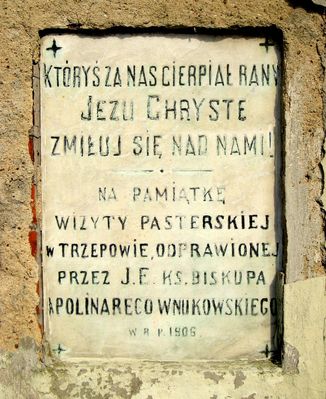 KTÓRYŚ ZA NAS CIERPIAŁ RANY
JEZU CHRYSTE
ZMIŁUJ SIĘ NAD NAMI!
NA PAMIĄTKĘ
WIZYTY PASTERSKIEJ
W TRZEPOWIE, ODPRAWIONEJ
PRZEZ J.E. KS. BISKUPA
APOLINAREGO WNUKOWSKIEGO
W R.P. 1906